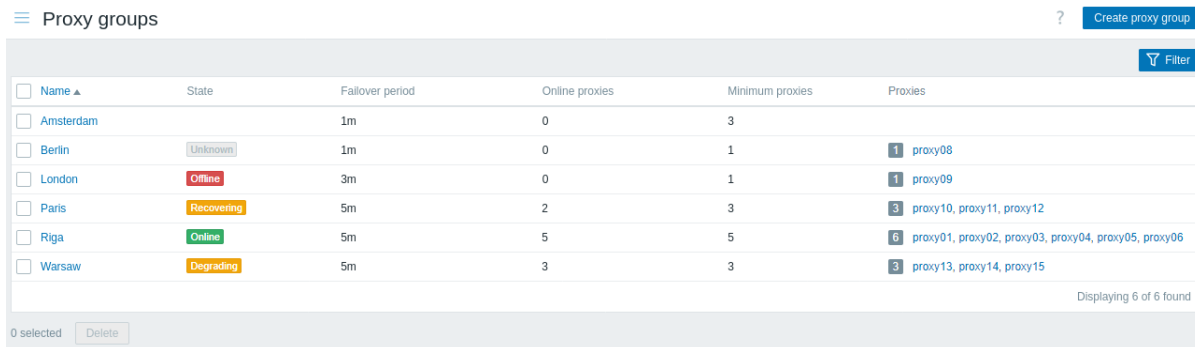 Proxy groups ? Create proxy group
Filter
Name State Failover period Online proxies Minimum proxies Proxies
Amsterdam 1m 0 3
Berlin Unknown 1m 0 1 1 proxy08
London Offline 3m 0 1 1 proxy09
Paris Recovering 5m 2 3 3 proxy10, proxy11, proxy12
Riga Online 5m 5 5 6 proxy01, proxy02, proxy03, proxy04, proxy05, proxy06
Warsaw Degrading 5m 3 3 3 proxy13, proxy14, proxy15
Displaying 6 of 6 found
0 selected Delete